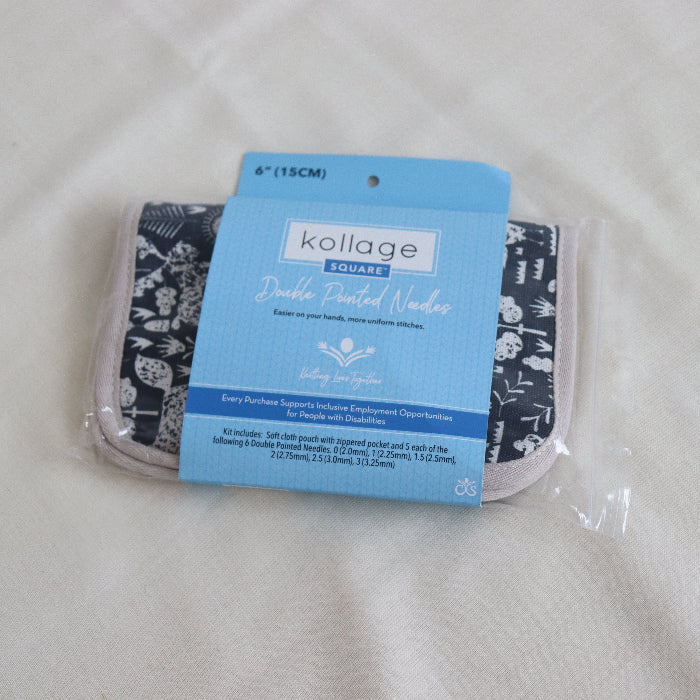 6" (15CM)
kollage
SQUARE™
Double Pointed Needles
Easier on your hands, more uniform stitches.
Knitting Lives Together
Every Purchase Supports Inclusive Employment Opportunities
for People with Disabilities
Kit includes: Soft cloth pouch with zippered pocket and 5 each of the
following 6 Double Pointed Needles. 0 (2.0mm), 1 (2.25mm), 1.5 (2.5mm),
2 (2.75mm), 2.5 (3.0mm), 3 (3.25mm)